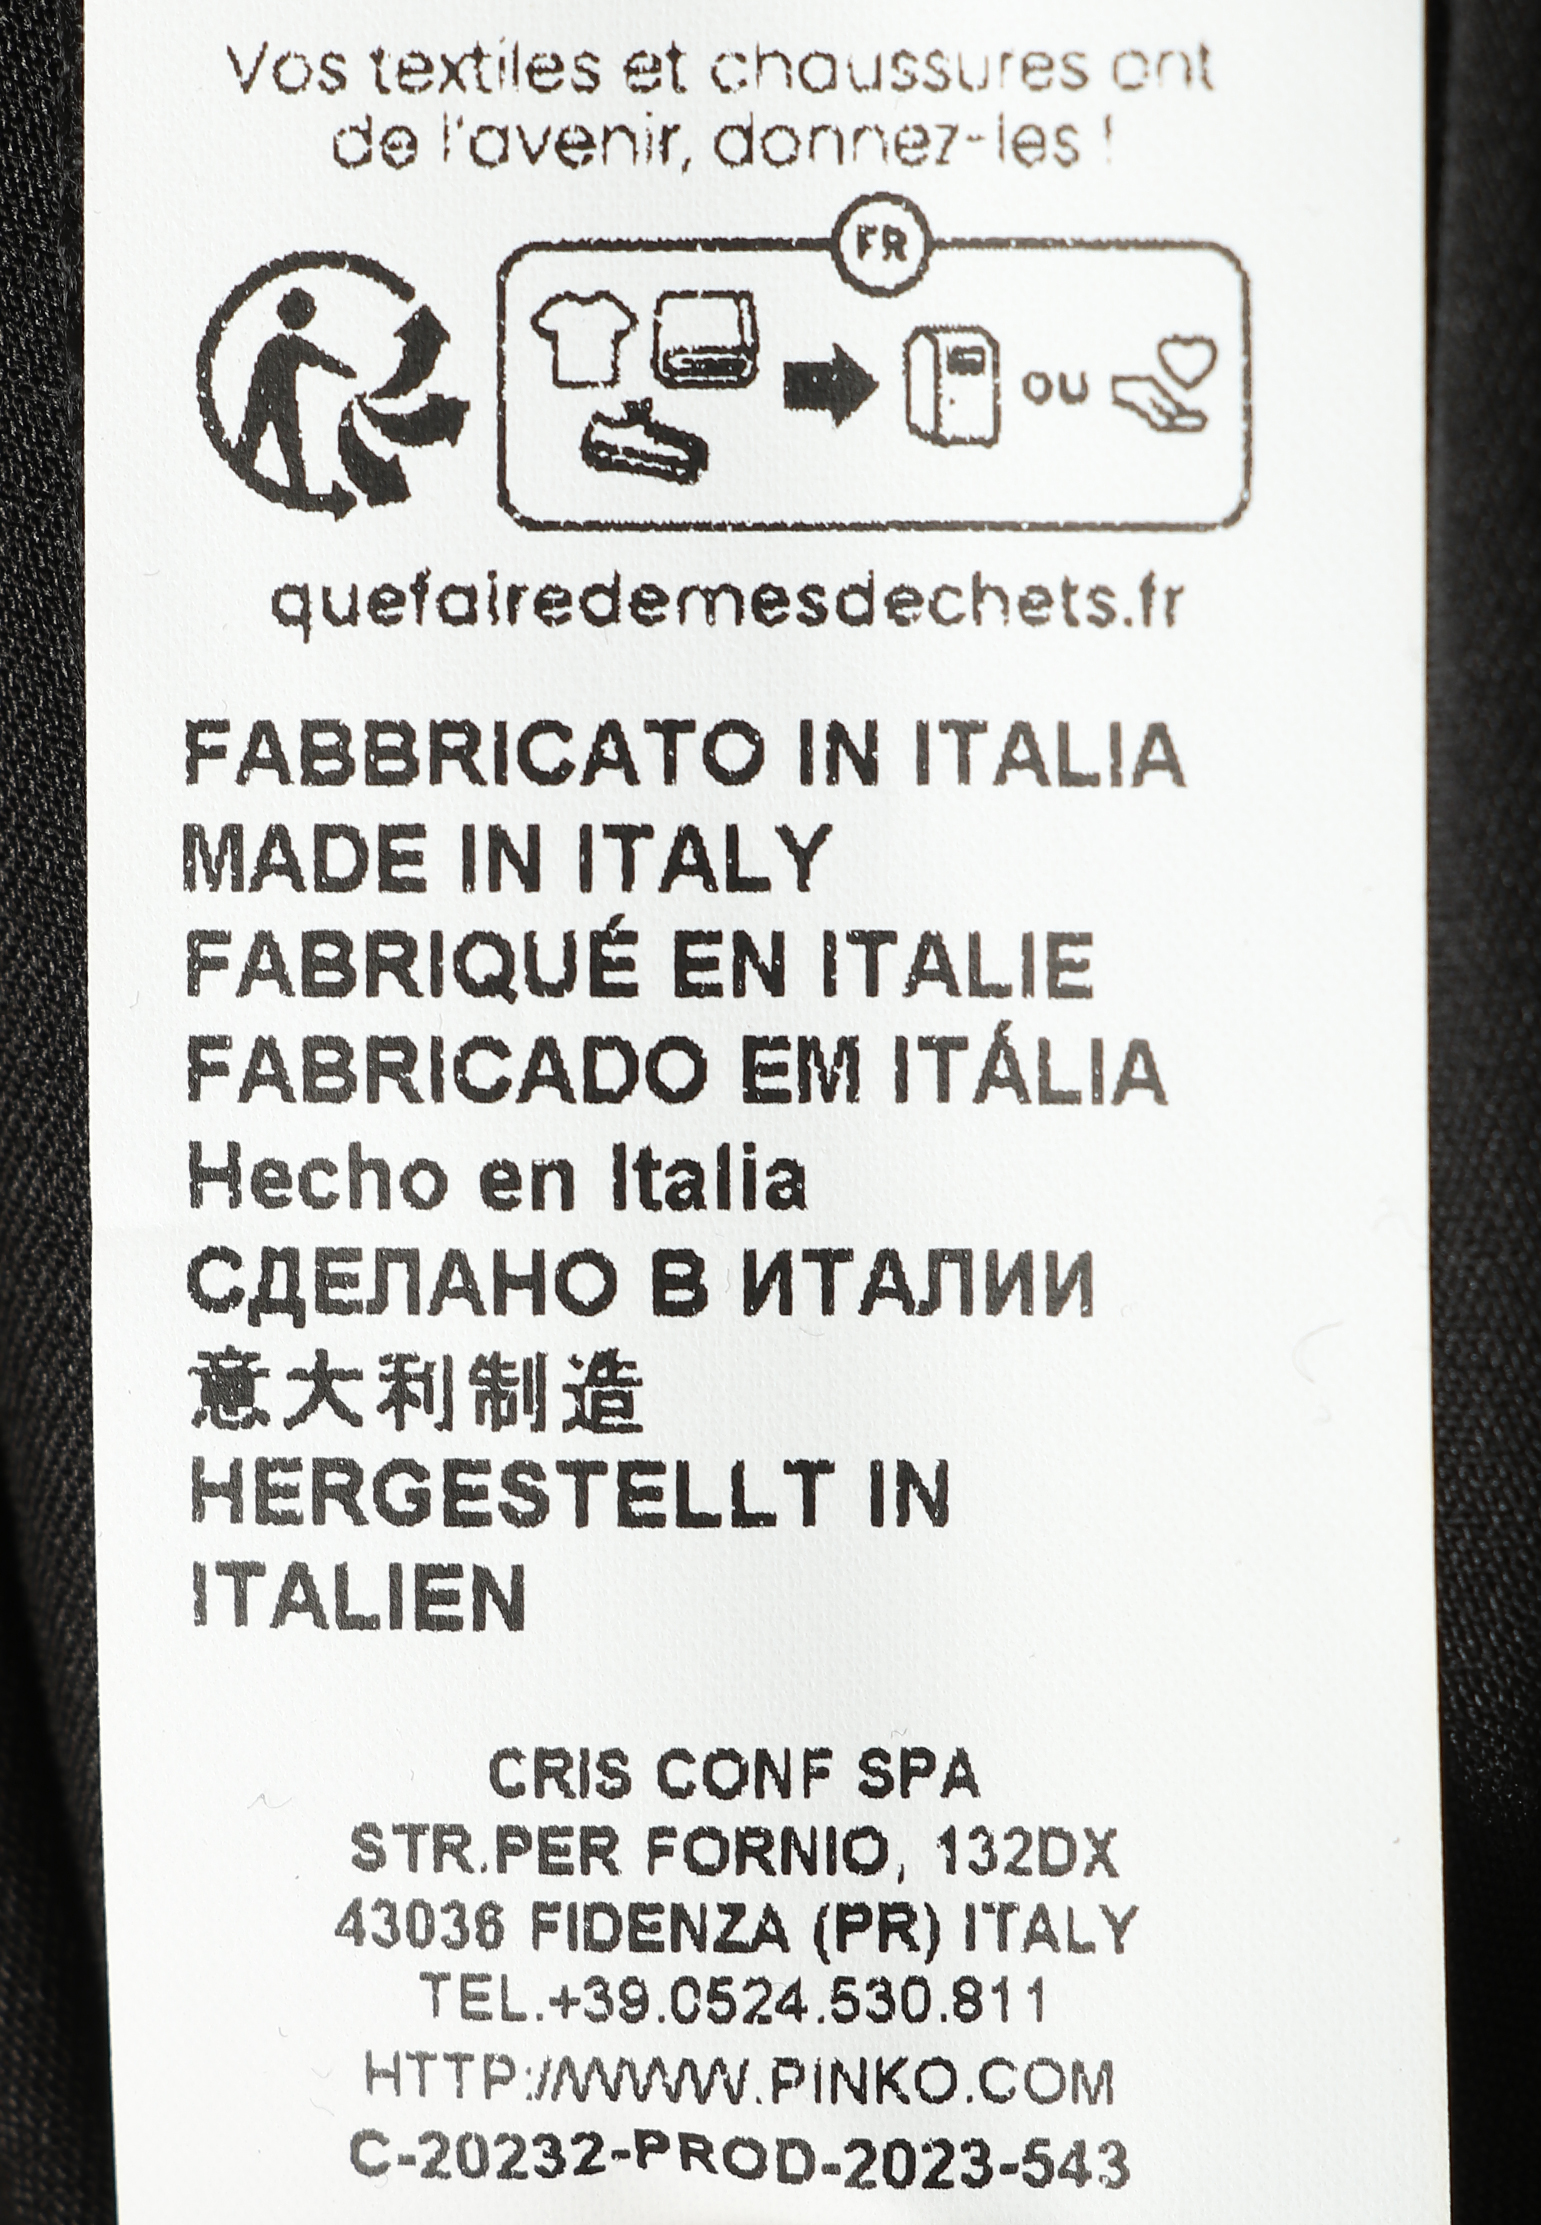 Vos textiles et chaussures ont
de l'avenir, donnez-les !
FR
ou
quefairedemesdechets.fr
FABBRICATO IN ITALIA
MADE IN ITALY
FABRIQUÉ EN ITALIE
FABRICADO EM ITÁLIA
Hecho en Italia
СДЕЛАНО В ИТАЛИИ
意大利制造
HERGESTELLT IN
ITALIEN
CRIS CONF SPA
STR.PER FORNIO, 132DX
43036 FIDENZA (PR) ITALY
TEL.+39.0524.530.811
HTTP://WWW.PINKO.COM
C-20232-PROD-2023-543